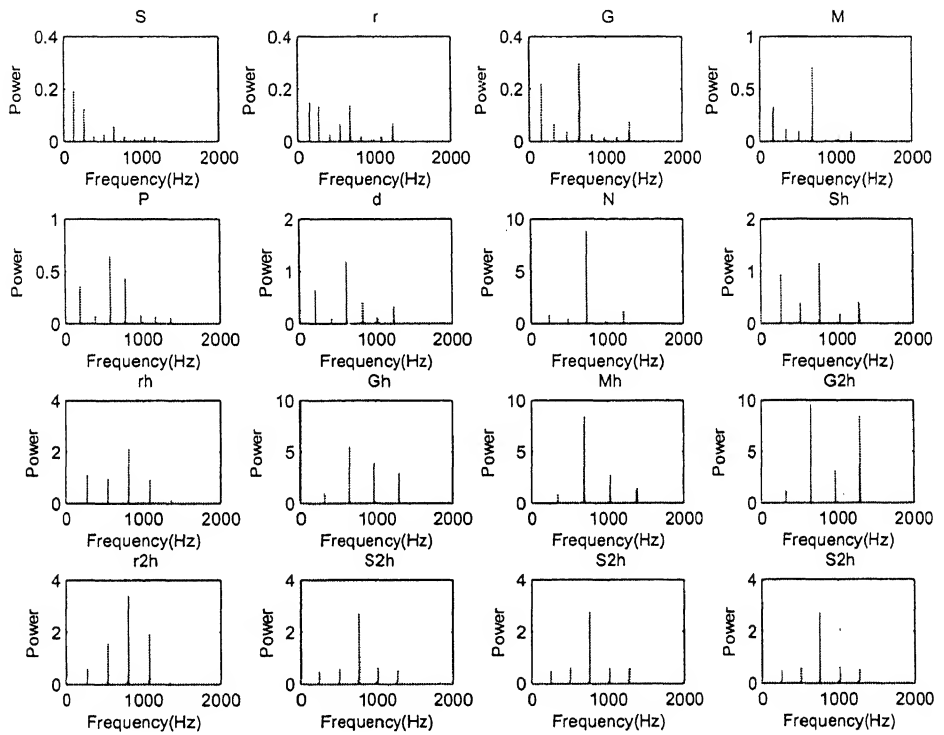 S r G M
0.4 0.4 0.4 1
Power 0.2 Power 0.2 Power 0.2 Power 0.5
0 0 0 0
0 1000 2000 0 1000 2000 0 1000 2000 0 1000 2000
Frequency(Hz) Frequency(Hz) Frequency(Hz) Frequency(Hz)
P d N Sh
1 2 10 2
Power 0.5 Power 1 Power 5 Power 1
0 0 0 0
0 1000 2000 0 1000 2000 0 1000 2000 0 1000 2000
Frequency(Hz) Frequency(Hz) Frequency(Hz) Frequency(Hz)
rh Gh Mh G2h
4 10 10 10
Power 2 Power 5 Power 5 Power 5
0 0 0 0
0 1000 2000 0 1000 2000 0 1000 2000 0 1000 2000
Frequency(Hz) Frequency(Hz) Frequency(Hz) Frequency(Hz)
r2h S2h S2h S2h
4 4 4 4
Power 2 Power 2 Power 2 Power 2
0 0 0 0
0 1000 2000 0 1000 2000 0 1000 2000 0 1000 2000
Frequency(Hz) Frequency(Hz) Frequency(Hz) Frequency(Hz)